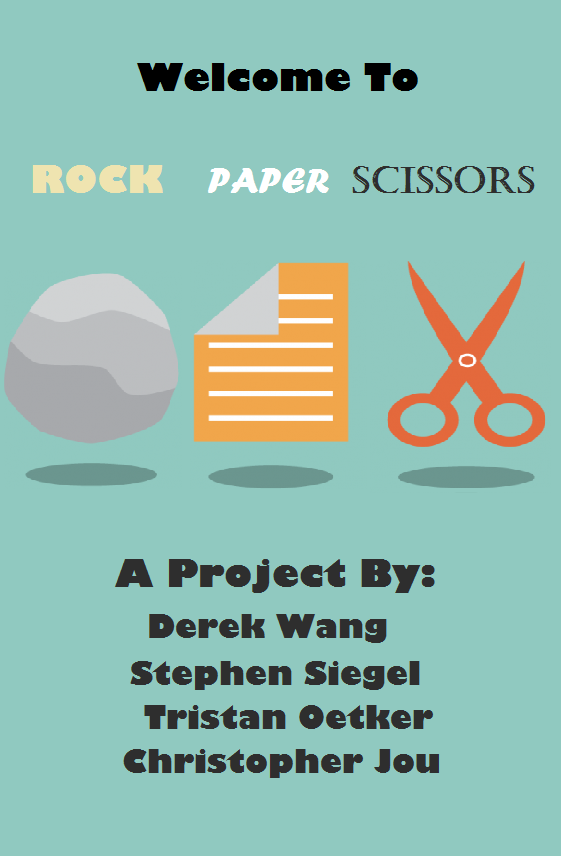 Welcome To
ROCK PAPER SCISSORS
A Project By:
Derek Wang
Stephen Siegel
Tristan Oetker
Christopher Jou